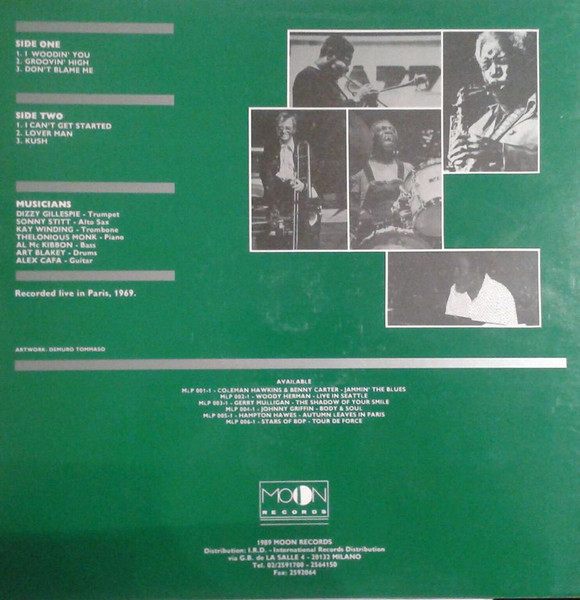 SIDE ONE
1. I WOODIN' YOU
2. GROOVIN' HIGH
3. DON'T BLAME ME
SIDE TWO
1. I CAN'T GET STARTED
2. LOVER MAN
3. KUSH
MUSICIANS
DIZZY GILLESPIE - Trumpet
SONNY STITT - Alto Sax
KAY WINDING - Trombone
THELONIOUS MONK - Piano
AL Mc KIBBON - Bass
ART BLAKEY - Drums
ALEX CAFA - Guitar
Recorded live in Paris, 1969.
ARTWORK: DEMURO TOMMASO
AVAILABLE
MLP 001-1 - COLEMAN HAWKINS & BENNY CARTER - JAMMIN' THE BLUES
MLP 002-1 - WOODY HERMAN - LIVE IN SEATTLE
MLP 003-1 - GERRY MULLIGAN - THE SHADOW OF YOUR SMILE
MLP 004-1 - JOHNNY GRIFFIN - BODY & SOUL
MLP 005-1 - HAMPTON HAWES - AUTUMN LEAVES IN PARIS
MLP 006-1 - STARS OF BOP - TOUR DE FORCE
MOON
RECORDS
1989 MOON RECORDS
Distribution: I.R.D. - International Records Distribution
via G.B. de LA SALLE 4 - 20132 MILANO
Tel. 02/2591700 - 2564150
Fax: 2592064